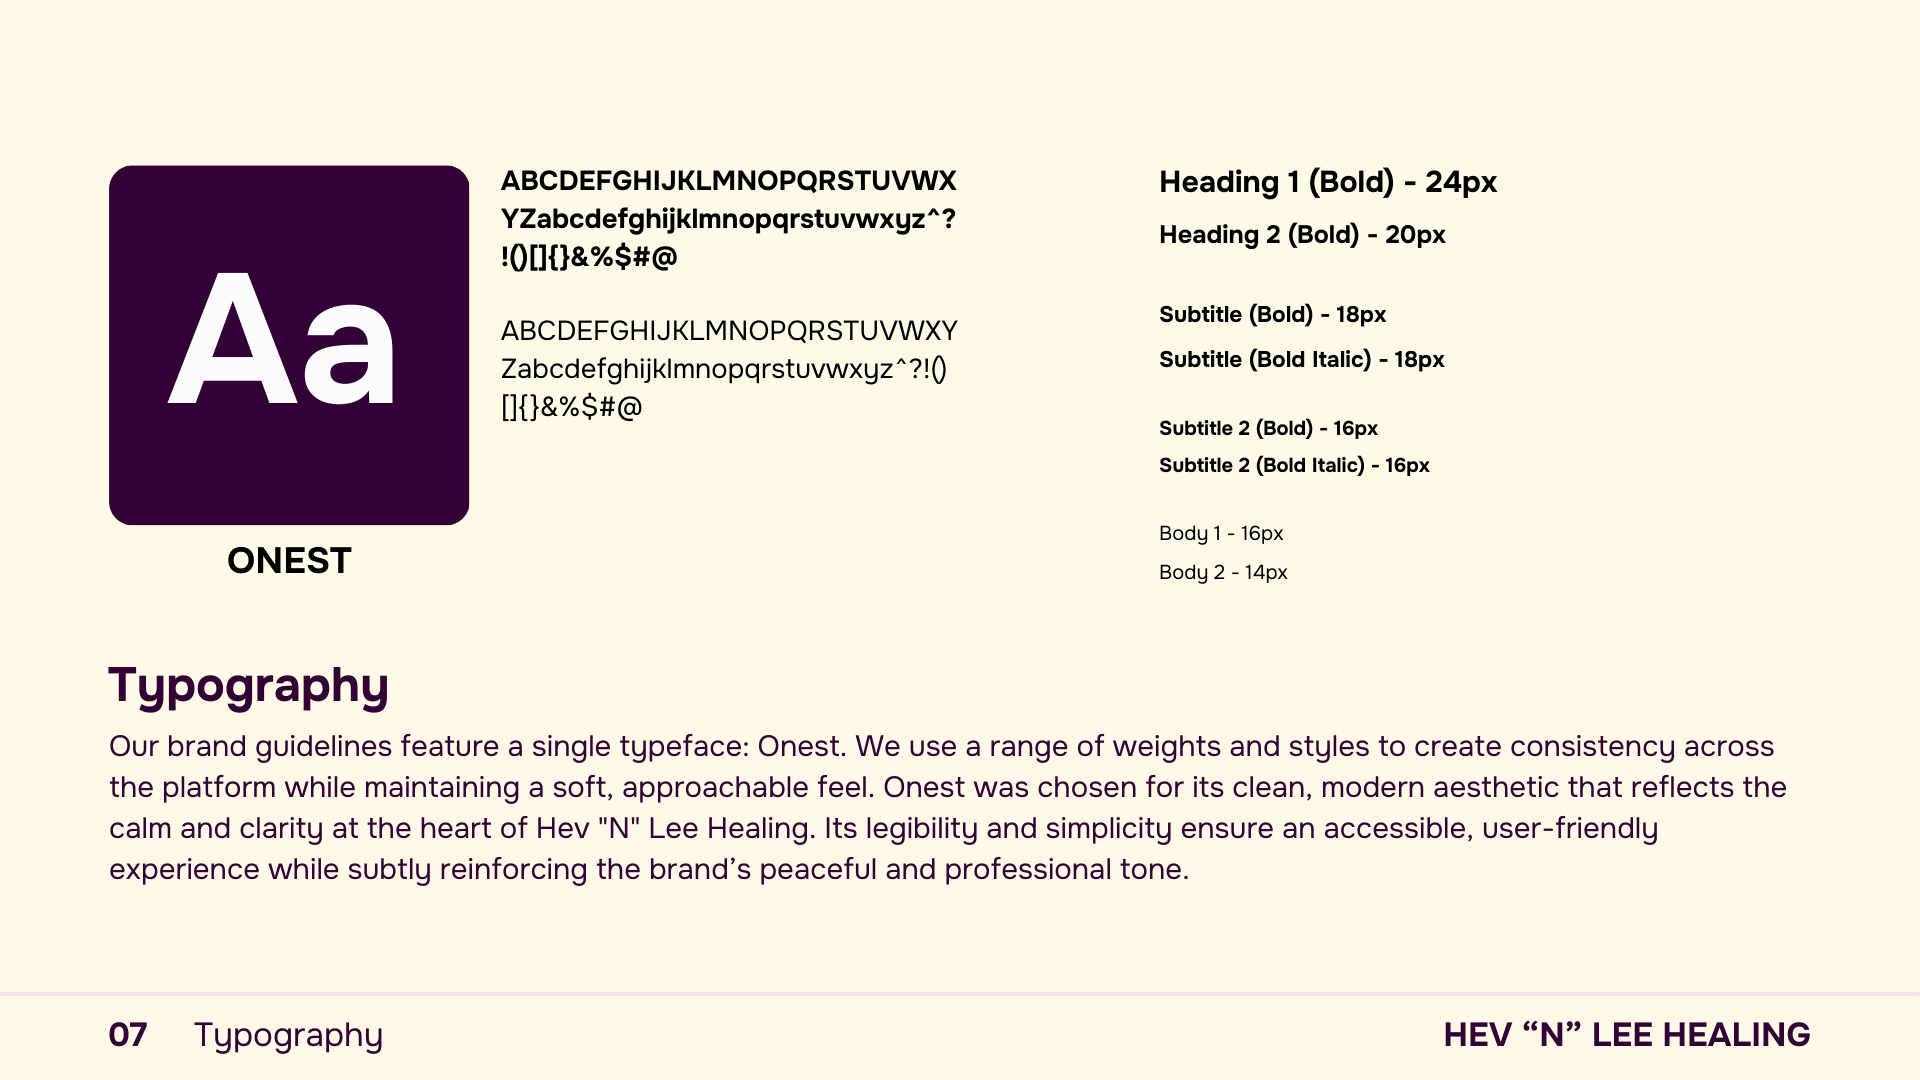 Aa
ONEST
ABCDEFGHIJKLMNOPQRSTUVWX
YZabcdefghijklmnopqrstuvwxyz^?
!()[]{}&%$#@
ABCDEFGHIJKLMNOPQRSTUVWXY
Zabcdefghijklmnopqrstuvwxyz^?!()
[]{}&%$#@
Heading 1 (Bold) - 24px
Heading 2 (Bold) - 20px
Subtitle (Bold) - 18px
Subtitle (Bold Italic) - 18px
Subtitle 2 (Bold) - 16px
Subtitle 2 (Bold Italic) - 16px
Body 1 - 16px
Body 2 - 14px
Typography
Our brand guidelines feature a single typeface: Onest. We use a range of weights and styles to create consistency across
the platform while maintaining a soft, approachable feel. Onest was chosen for its clean, modern aesthetic that reflects the
calm and clarity at the heart of Hev "N" Lee Healing. Its legibility and simplicity ensure an accessible, user-friendly
experience while subtly reinforcing the brand’s peaceful and professional tone.
07 Typography
HEV “N” LEE HEALING